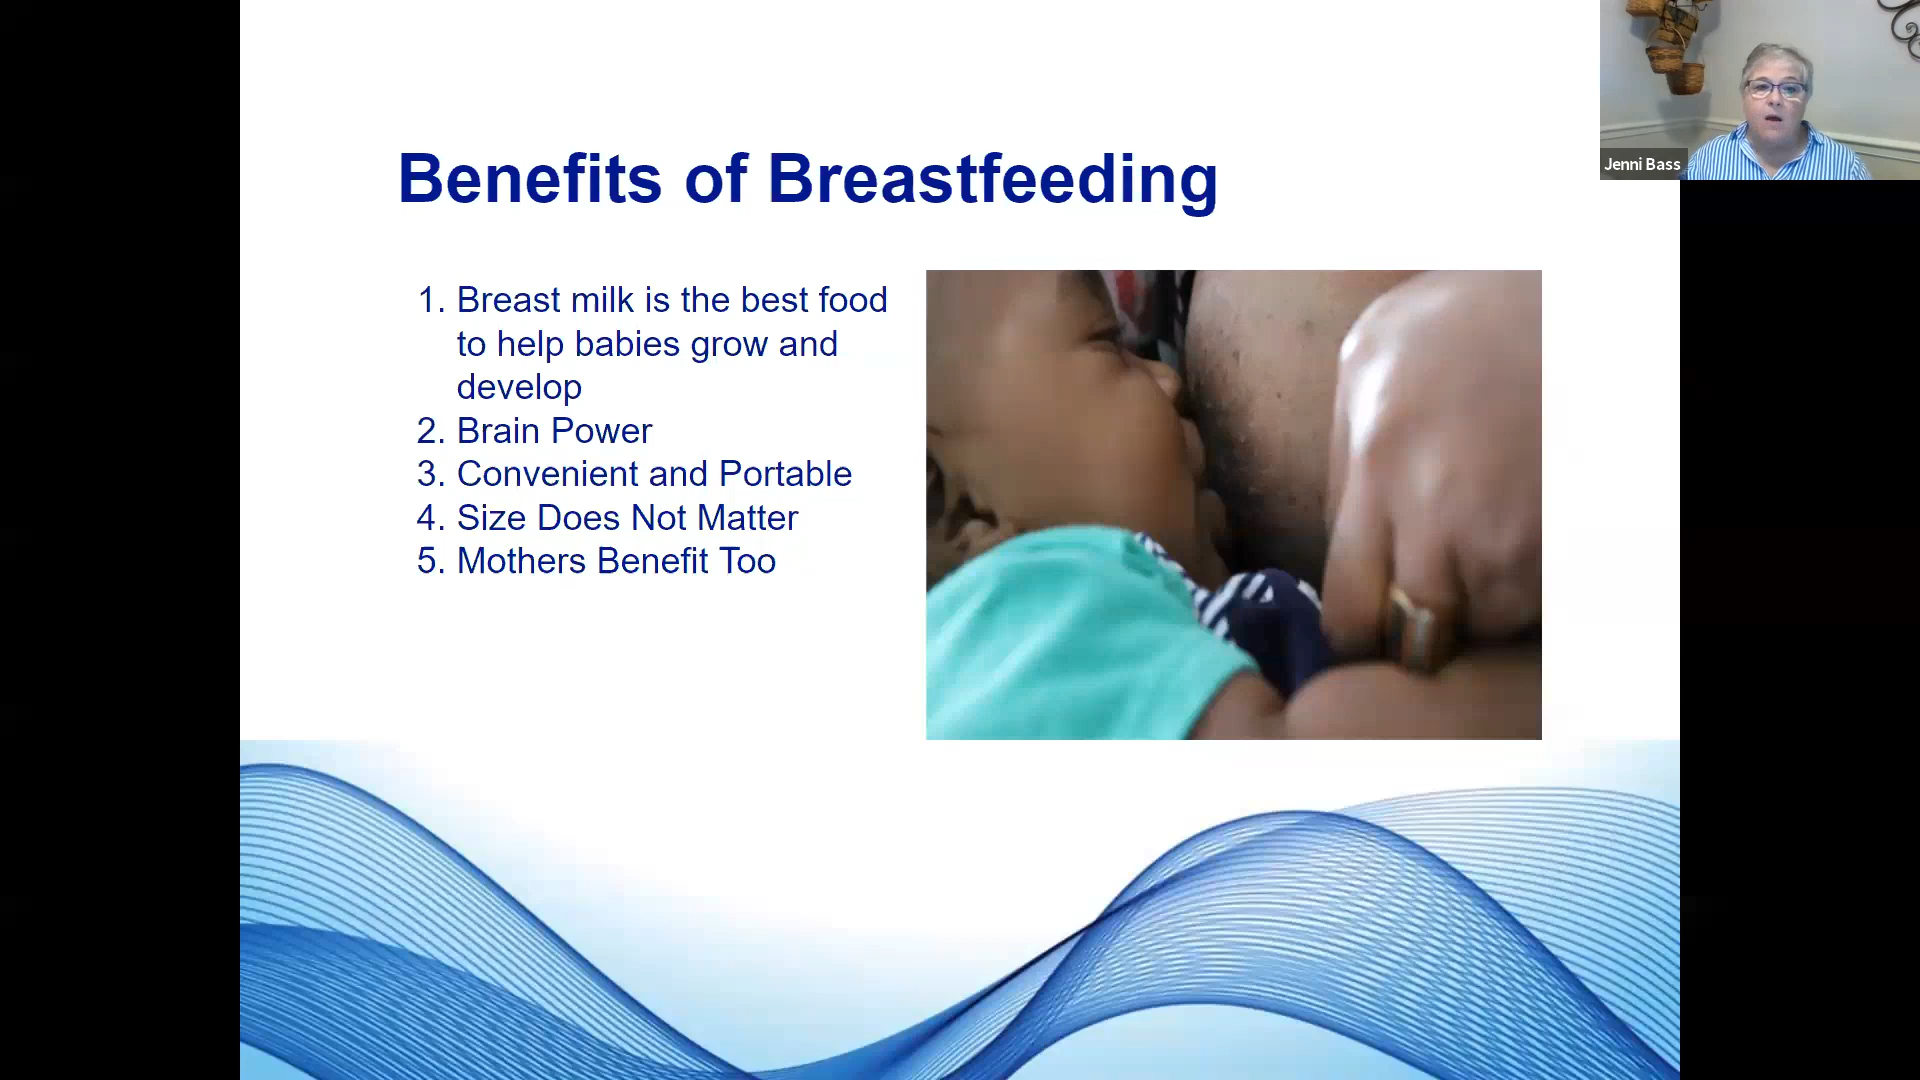 Benefits of Breastfeeding
1. Breast milk is the best food
to help babies grow and
develop
2. Brain Power
3. Convenient and Portable
4. Size Does Not Matter
5. Mothers Benefit Too
Jenni Bass